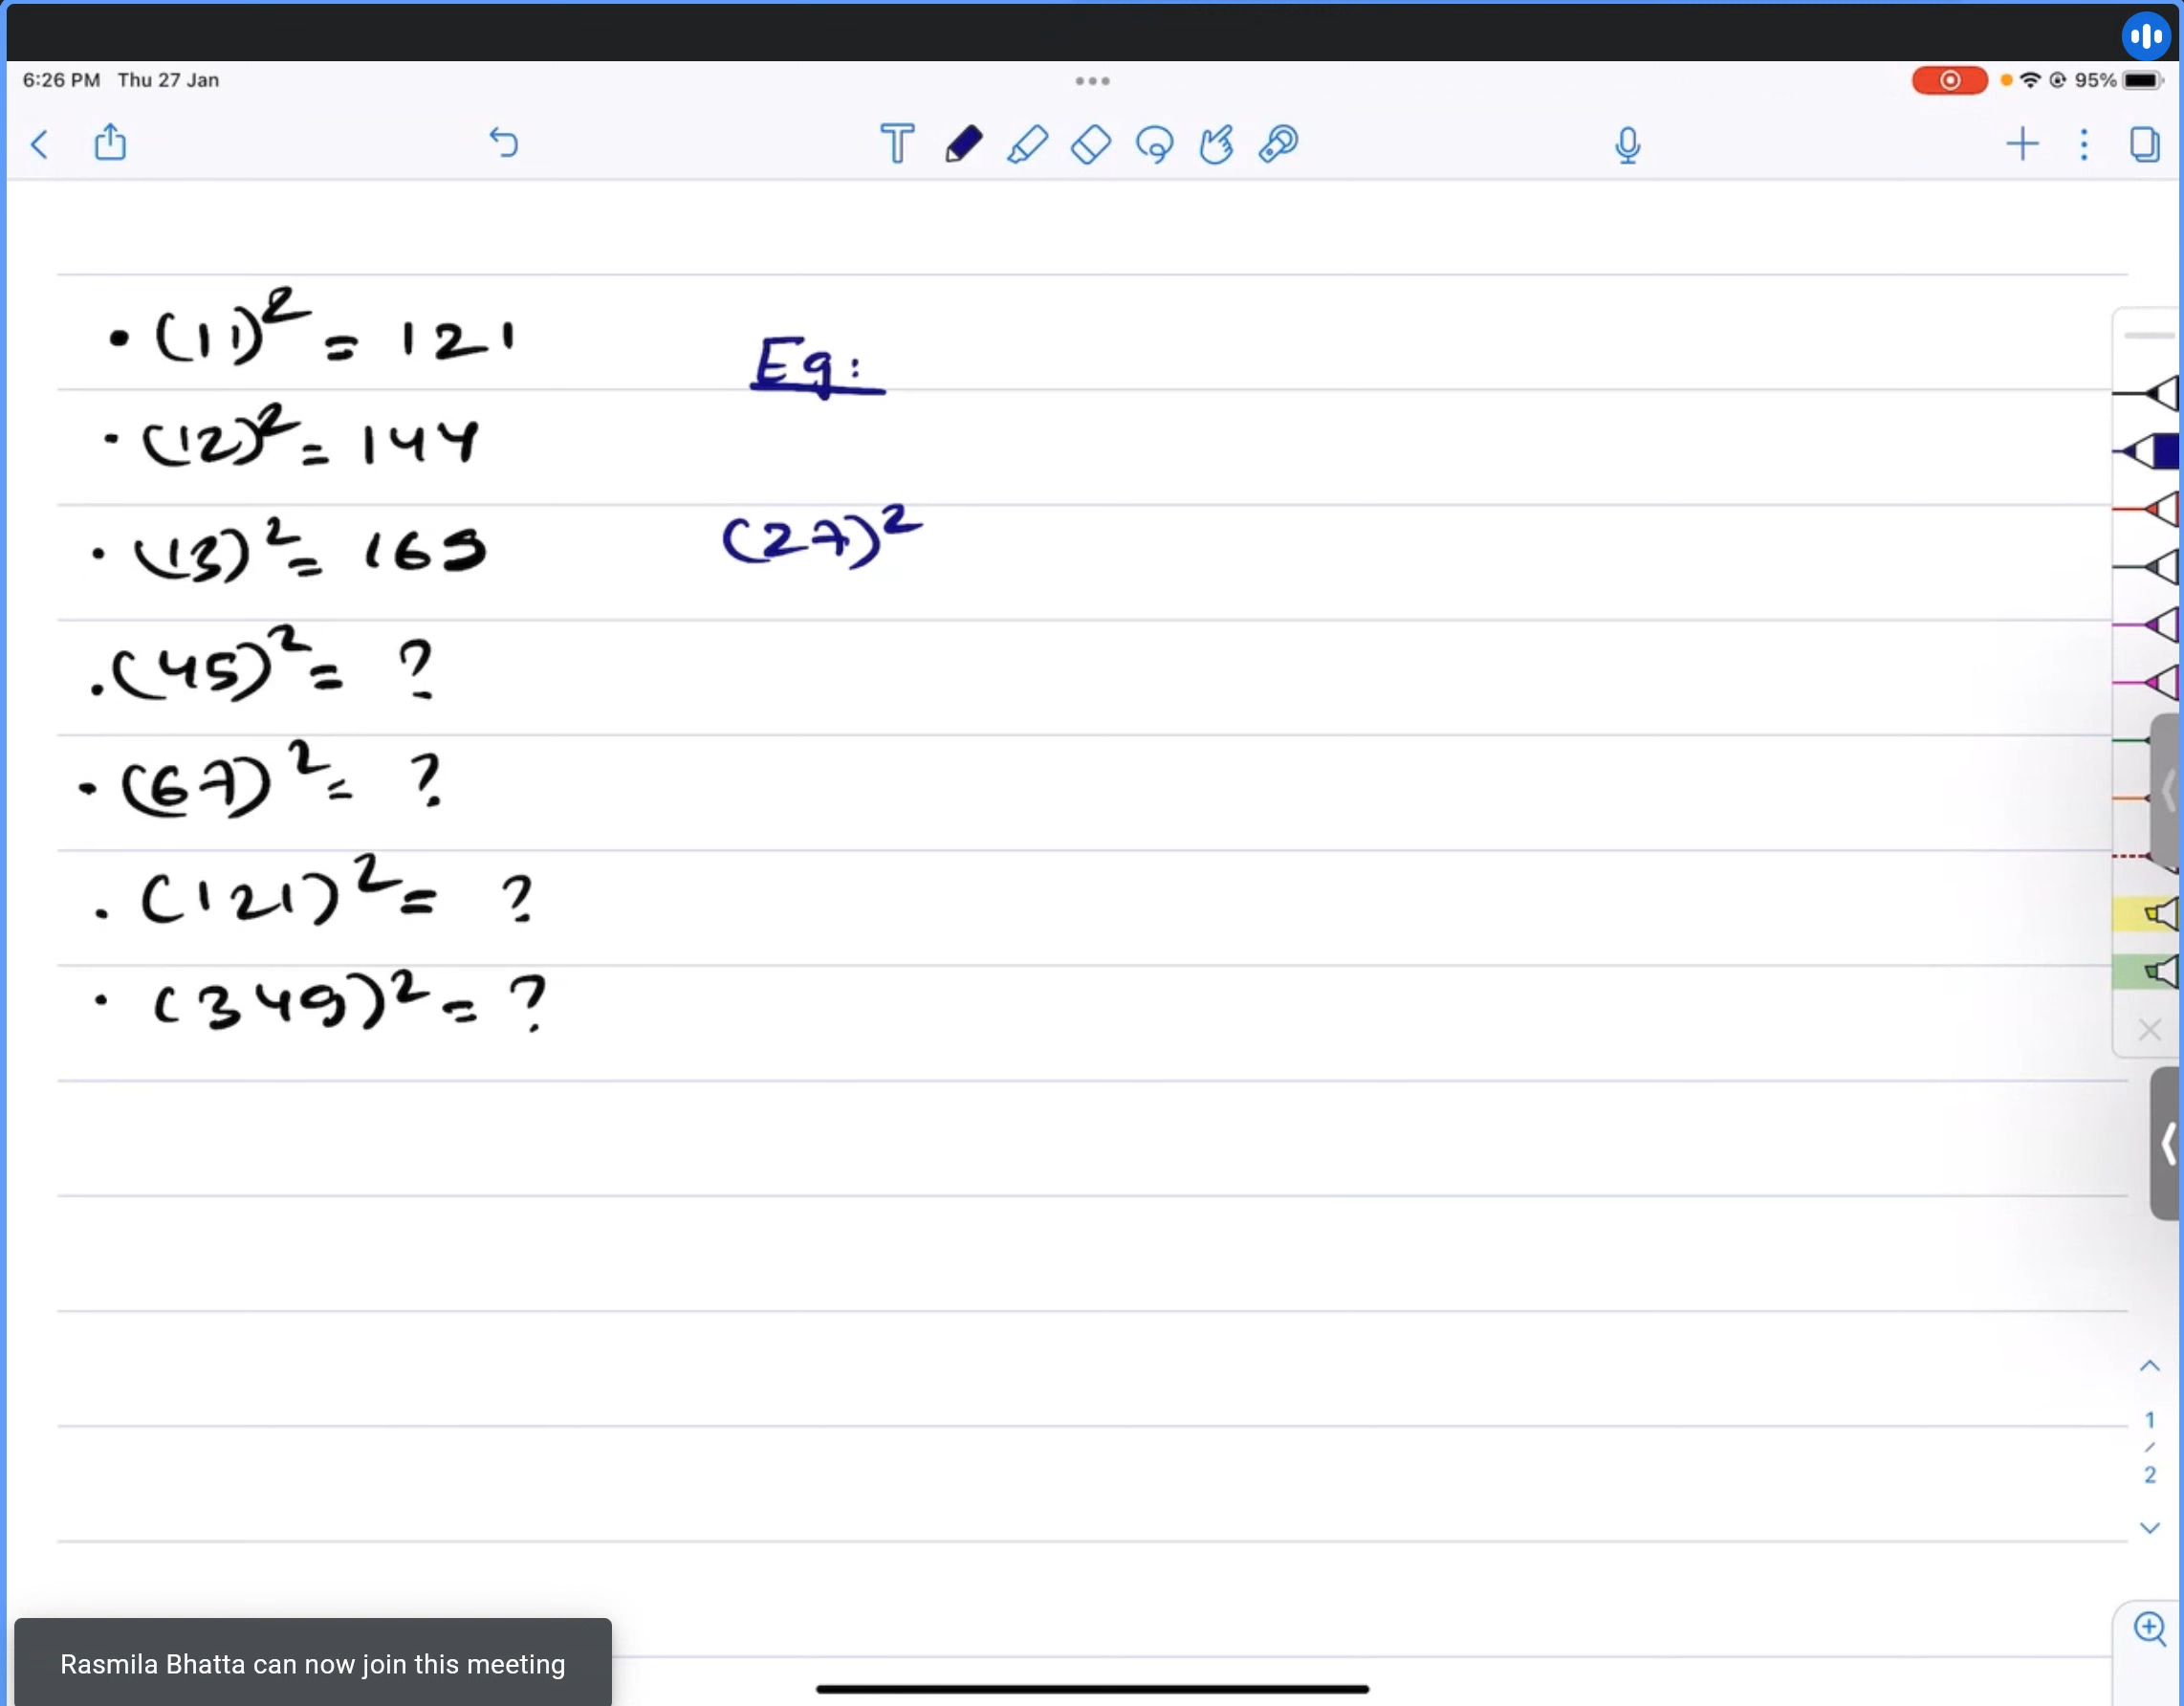 6:26 PM Thu 27 Jan
95%
• (11)² = 121
• (12)² = 144
• (13)² = 169
• (45)² = ?
• (67)² = ?
• (121)² = ?
• (349)² = ?
Eg:
(27)²
1
/
2
Rasmila Bhatta can now join this meeting